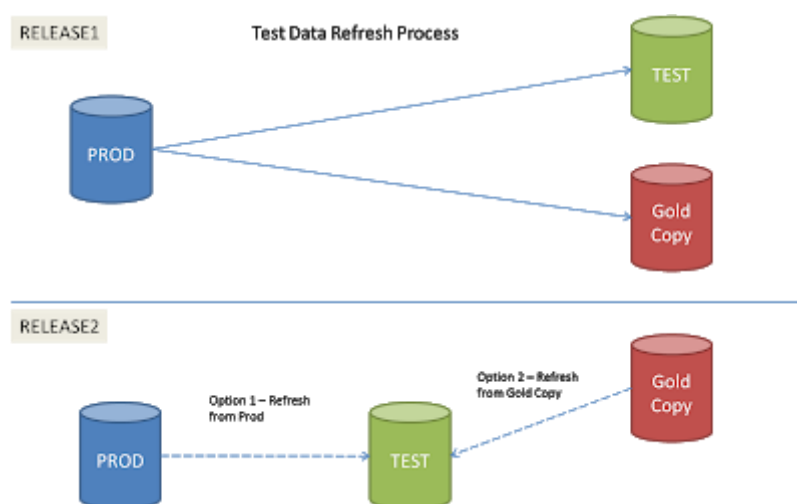 RELEASE1
Test Data Refresh Process
TEST
PROD
Gold
Copy
RELEASE2
Option 1 – Refresh
from Prod
Option 2 – Refresh
from Gold Copy
Gold
Copy
PROD
TEST